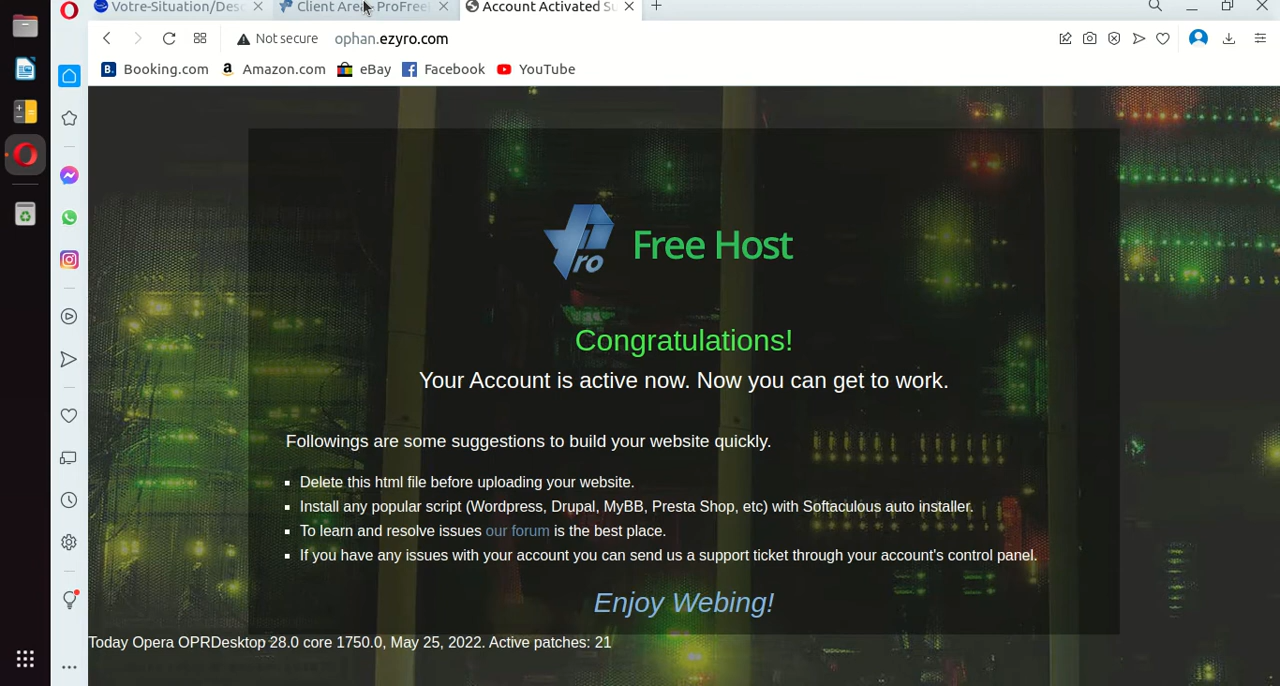 Votre-Situation/Desc
Client Area - ProFreeH
Account Activated Su
Not secure
ophan.ezyro.com
B.
Booking.com
a
Amazon.com
eBay
Facebook
YouTube
ro
Free Host
Congratulations!
Your Account is active now. Now you can get to work.
Followings are some suggestions to build your website quickly.
Delete this html file before uploading your website.
Install any popular script (Wordpress, Drupal, MyBB, Presta Shop, etc) with Softaculous auto installer.
To learn and resolve issues our forum is the best place.
If you have any issues with your account you can send us a support ticket through your account's control panel.
Enjoy Webing!
Today Opera OPRDesktop 28.0 core 1750.0, May 25, 2022. Active patches: 21